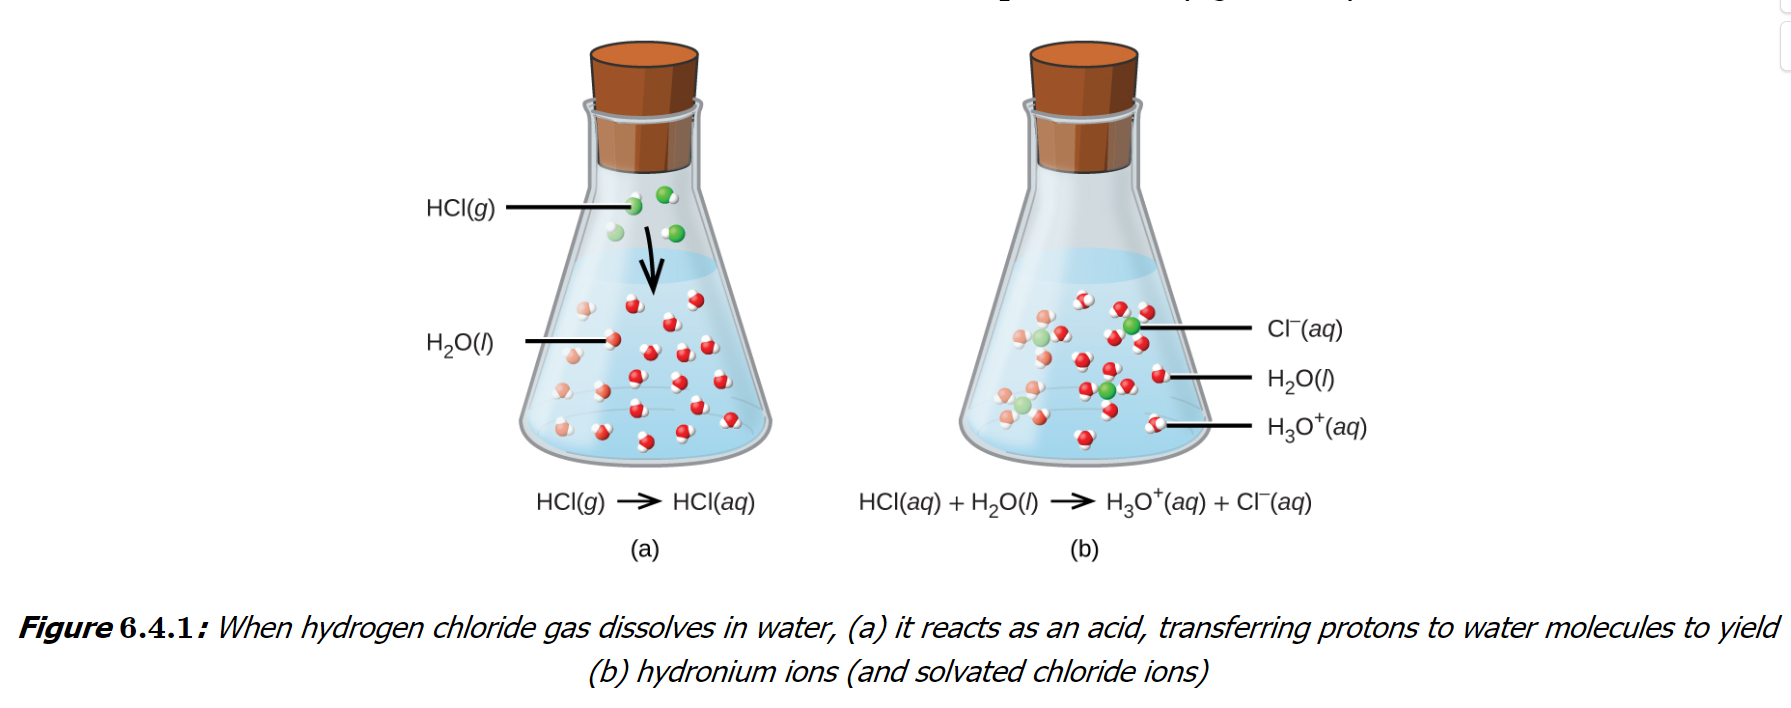 HCl(g)
H₂O(l)
Cl⁻(aq)
H₂O(l)
H₃O⁺(aq)
HCl(g) ⟶ HCl(aq)
HCl(aq) + H₂O(l) ⟶ H₃O⁺(aq) + Cl⁻(aq)
(a)
(b)
Figure 6.4.1: When hydrogen chloride gas dissolves in water, (a) it reacts as an acid, transferring protons to water molecules to yield
(b) hydronium ions (and solvated chloride ions)